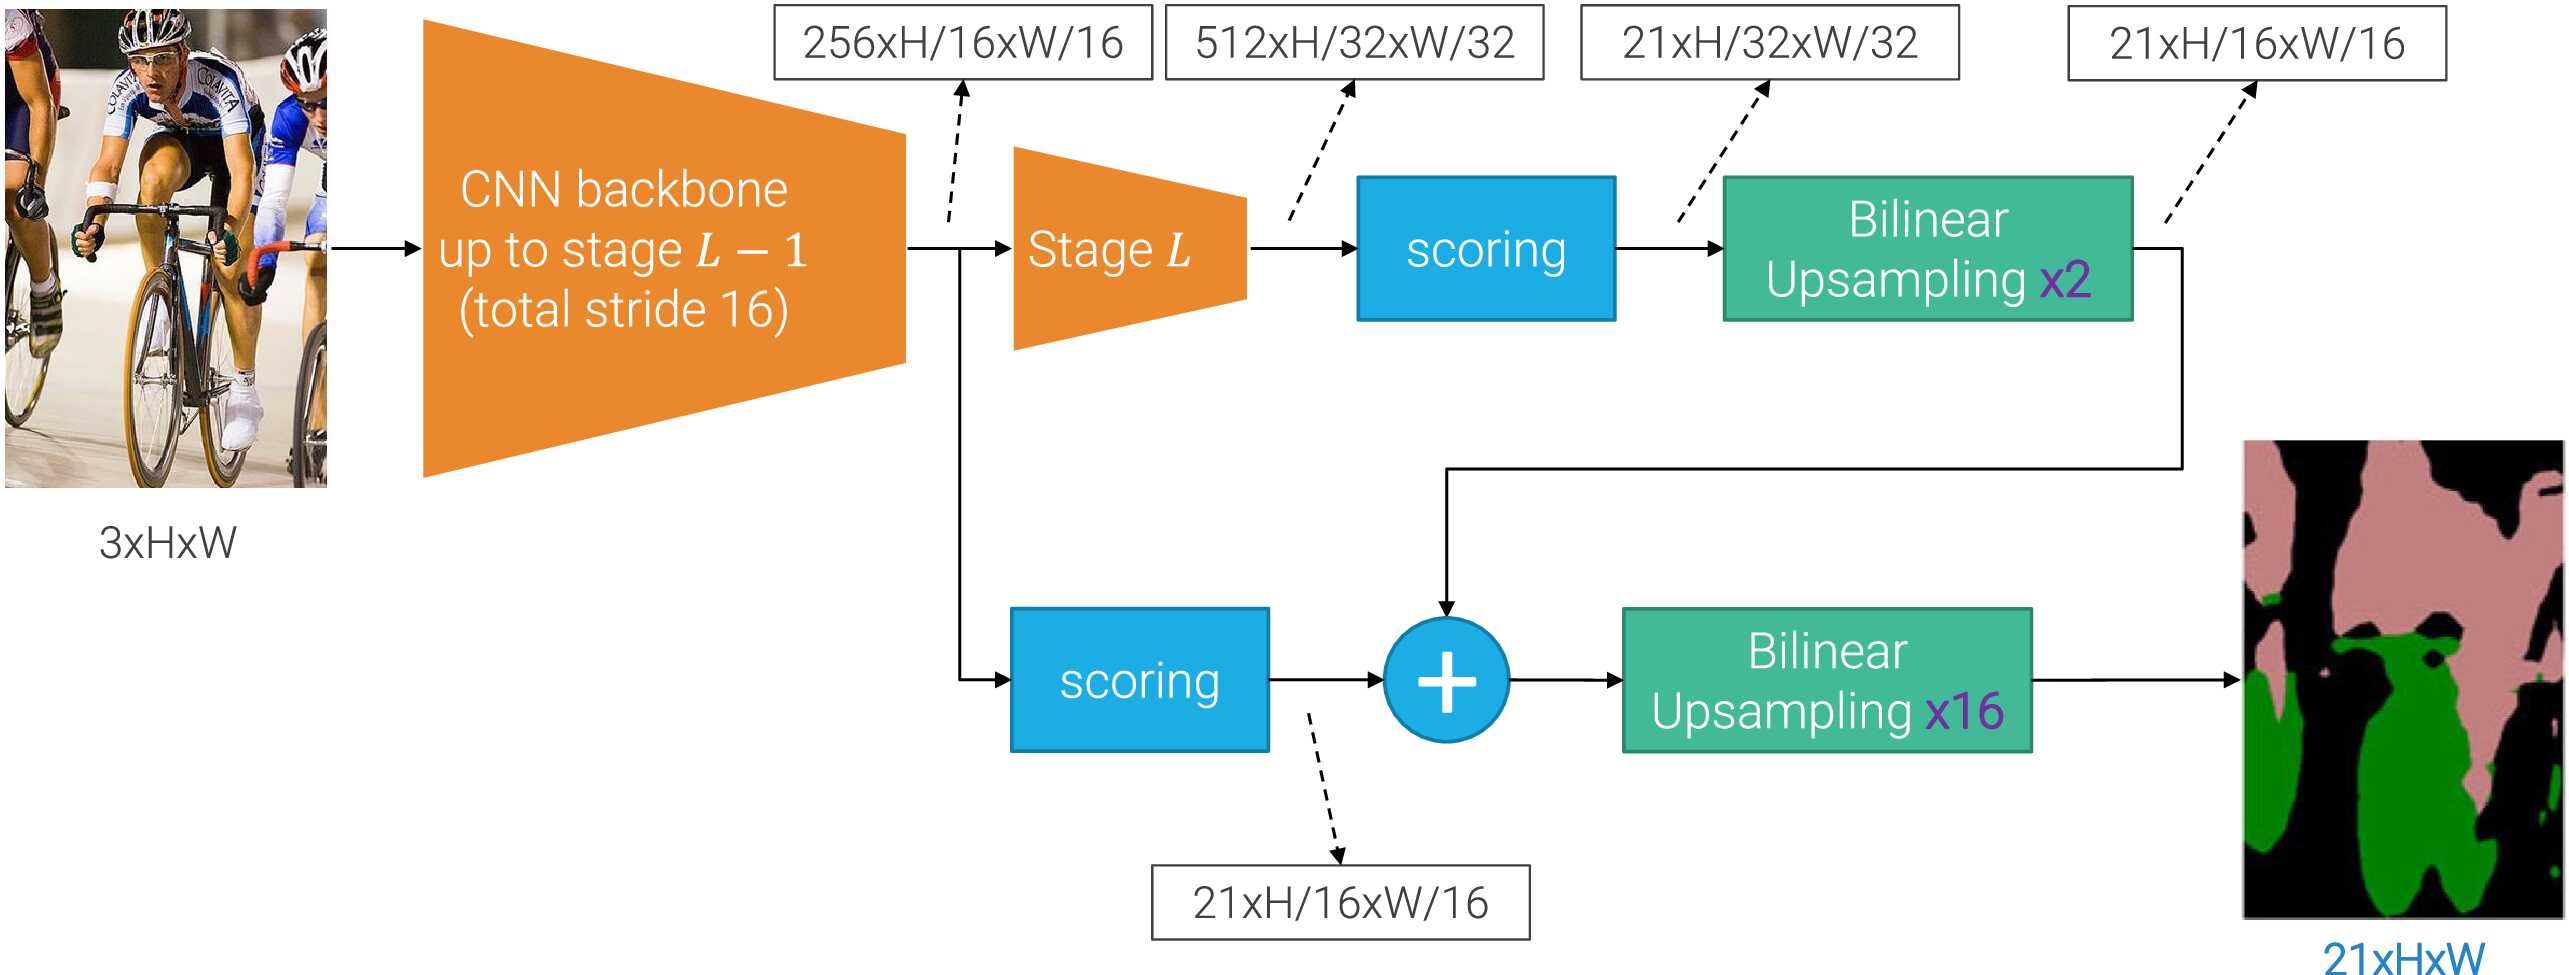 256xH/16xW/16
512xH/32xW/32
21xH/32xW/32
21xH/16xW/16
COLAVITA
CNN backbone
up to stage L − 1
(total stride 16)
Stage L
scoring
Bilinear
Upsampling x2
3xHxW
scoring
+
Bilinear
Upsampling x16
21xH/16xW/16
21xHxW